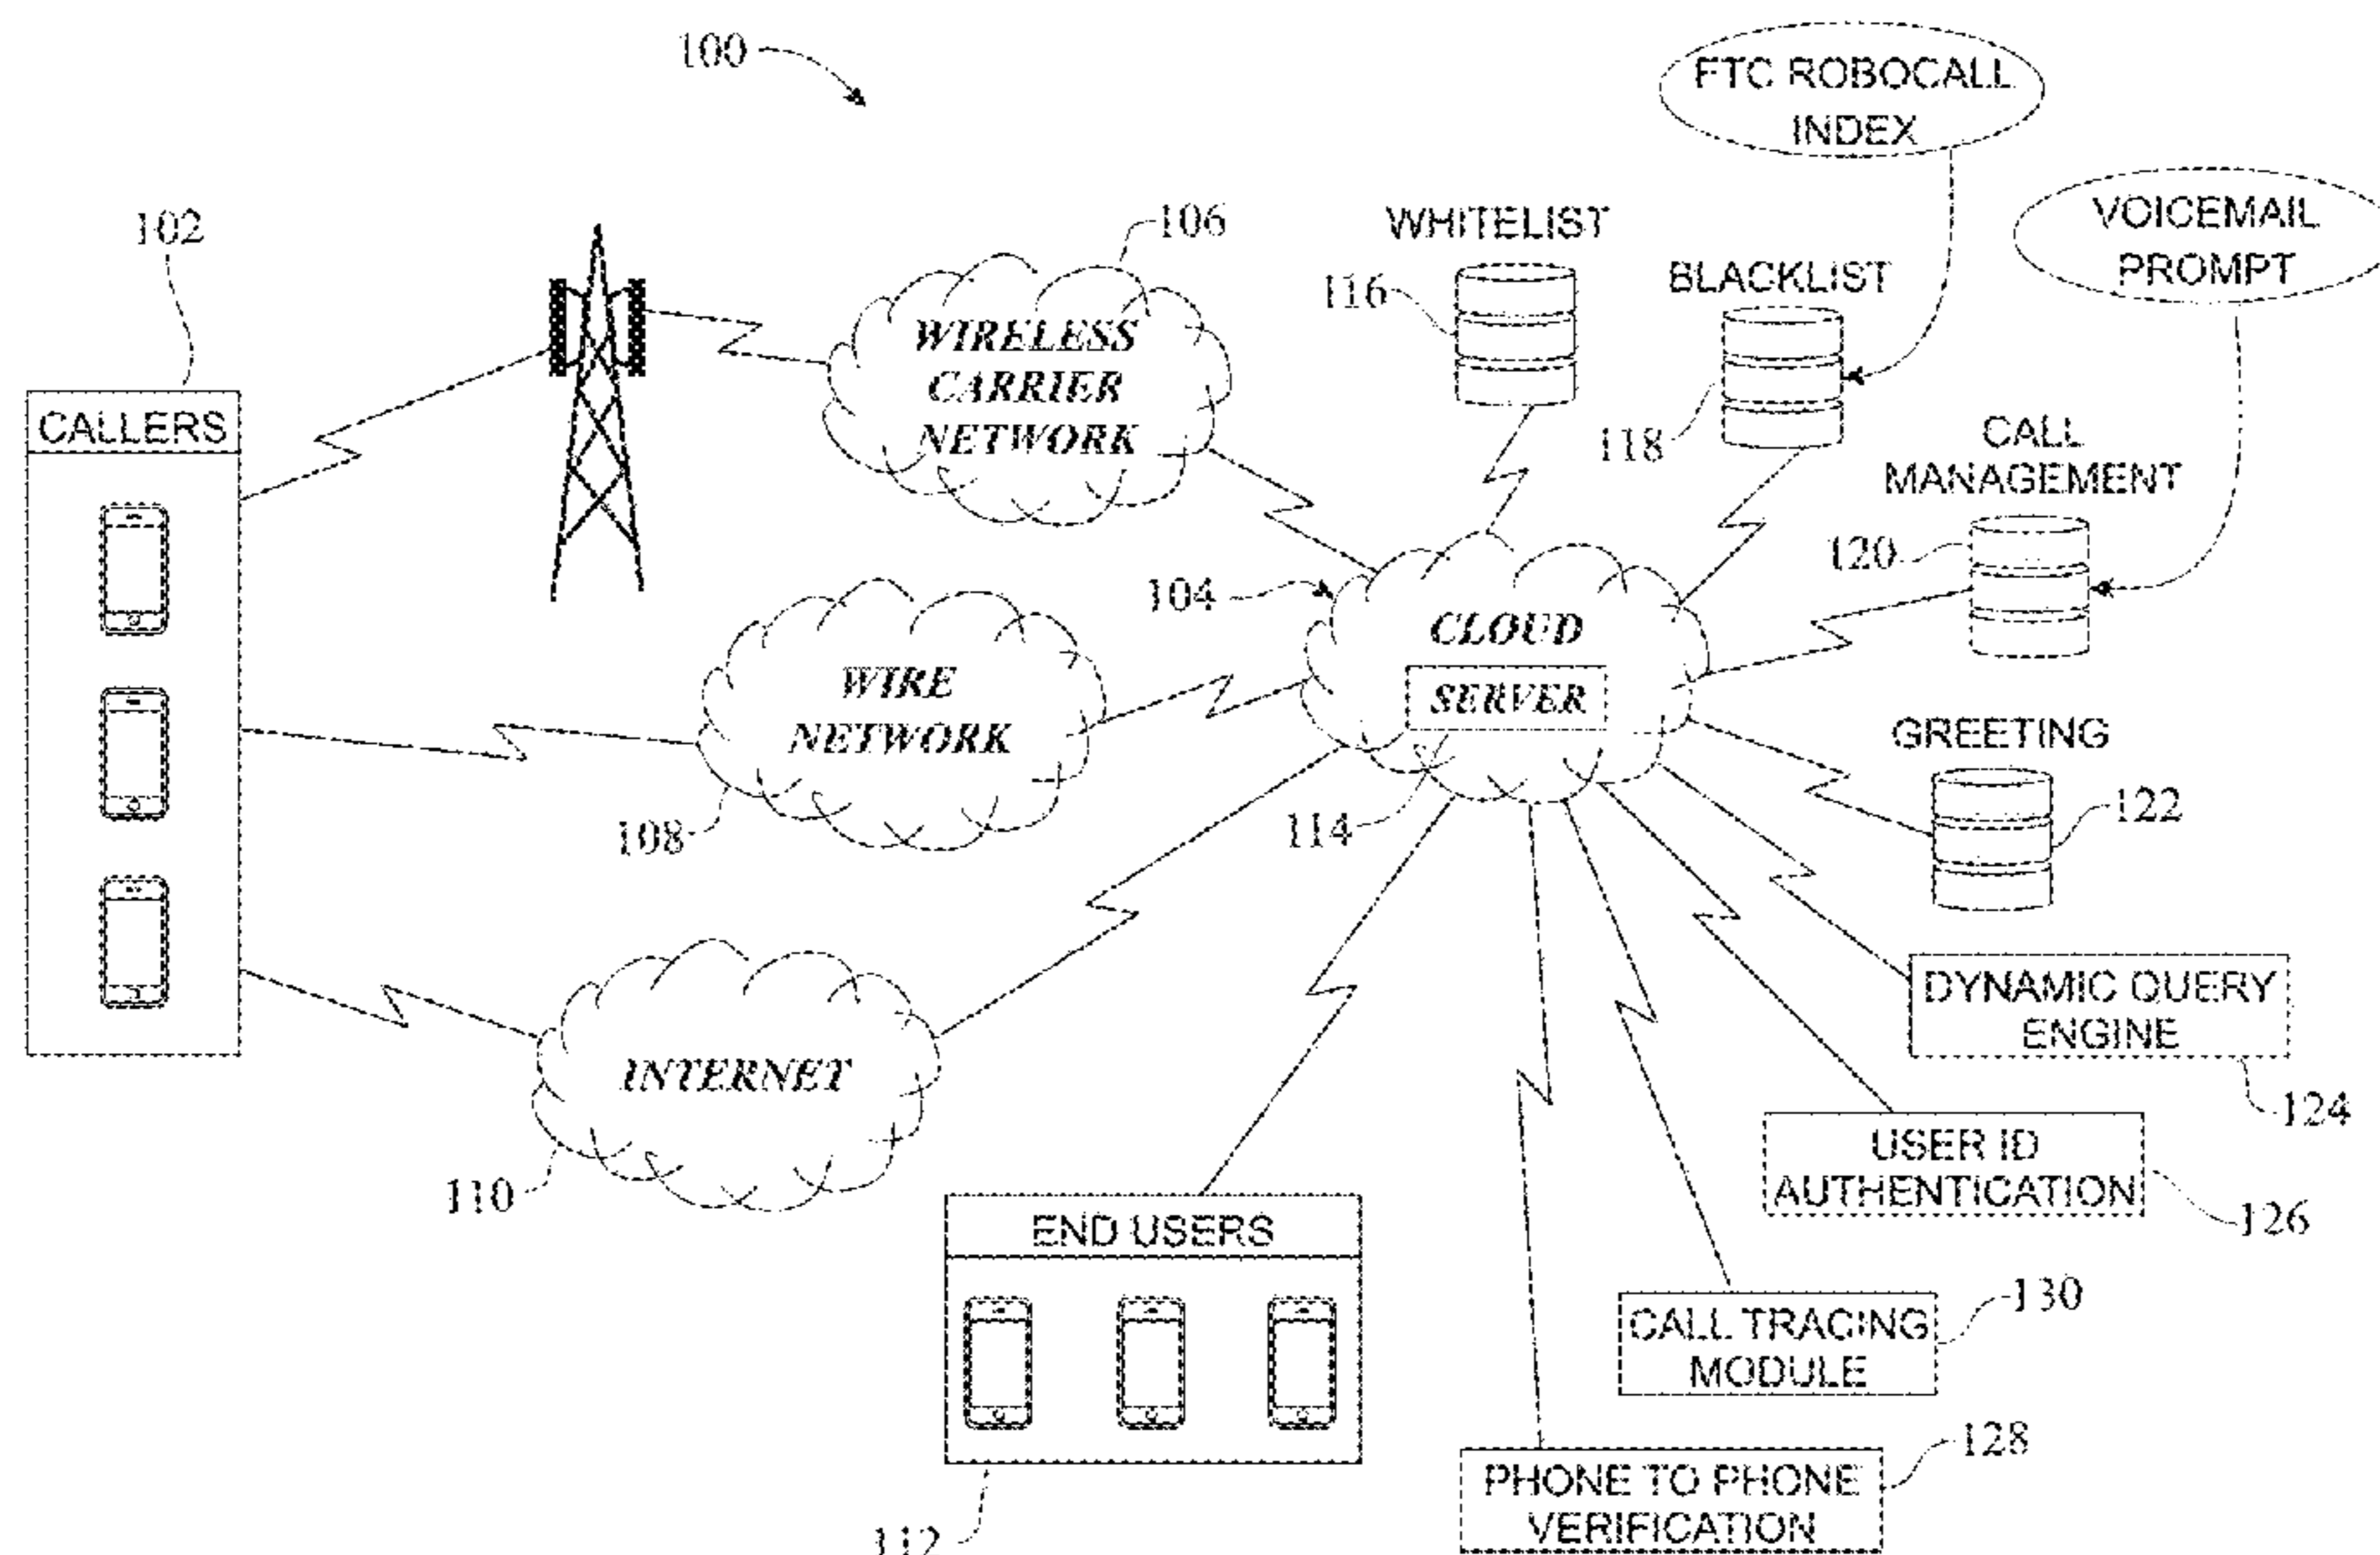 100
FTC ROBOCALL
INDEX
VOICEMAIL
PROMPT
102
106
WHITELIST
116
BLACKLIST
118
WIRELESS
CARRIER
NETWORK
CALLERS
CALL
MANAGEMENT
120
104
CLOUD
SERVER
114
WIRE
NETWORK
108
GREETING
122
INTERNET
110
DYNAMIC QUERY
ENGINE
124
USER ID
AUTHENTICATION
126
END USERS
112
CALL TRACING
MODULE
130
PHONE TO PHONE
VERIFICATION
128